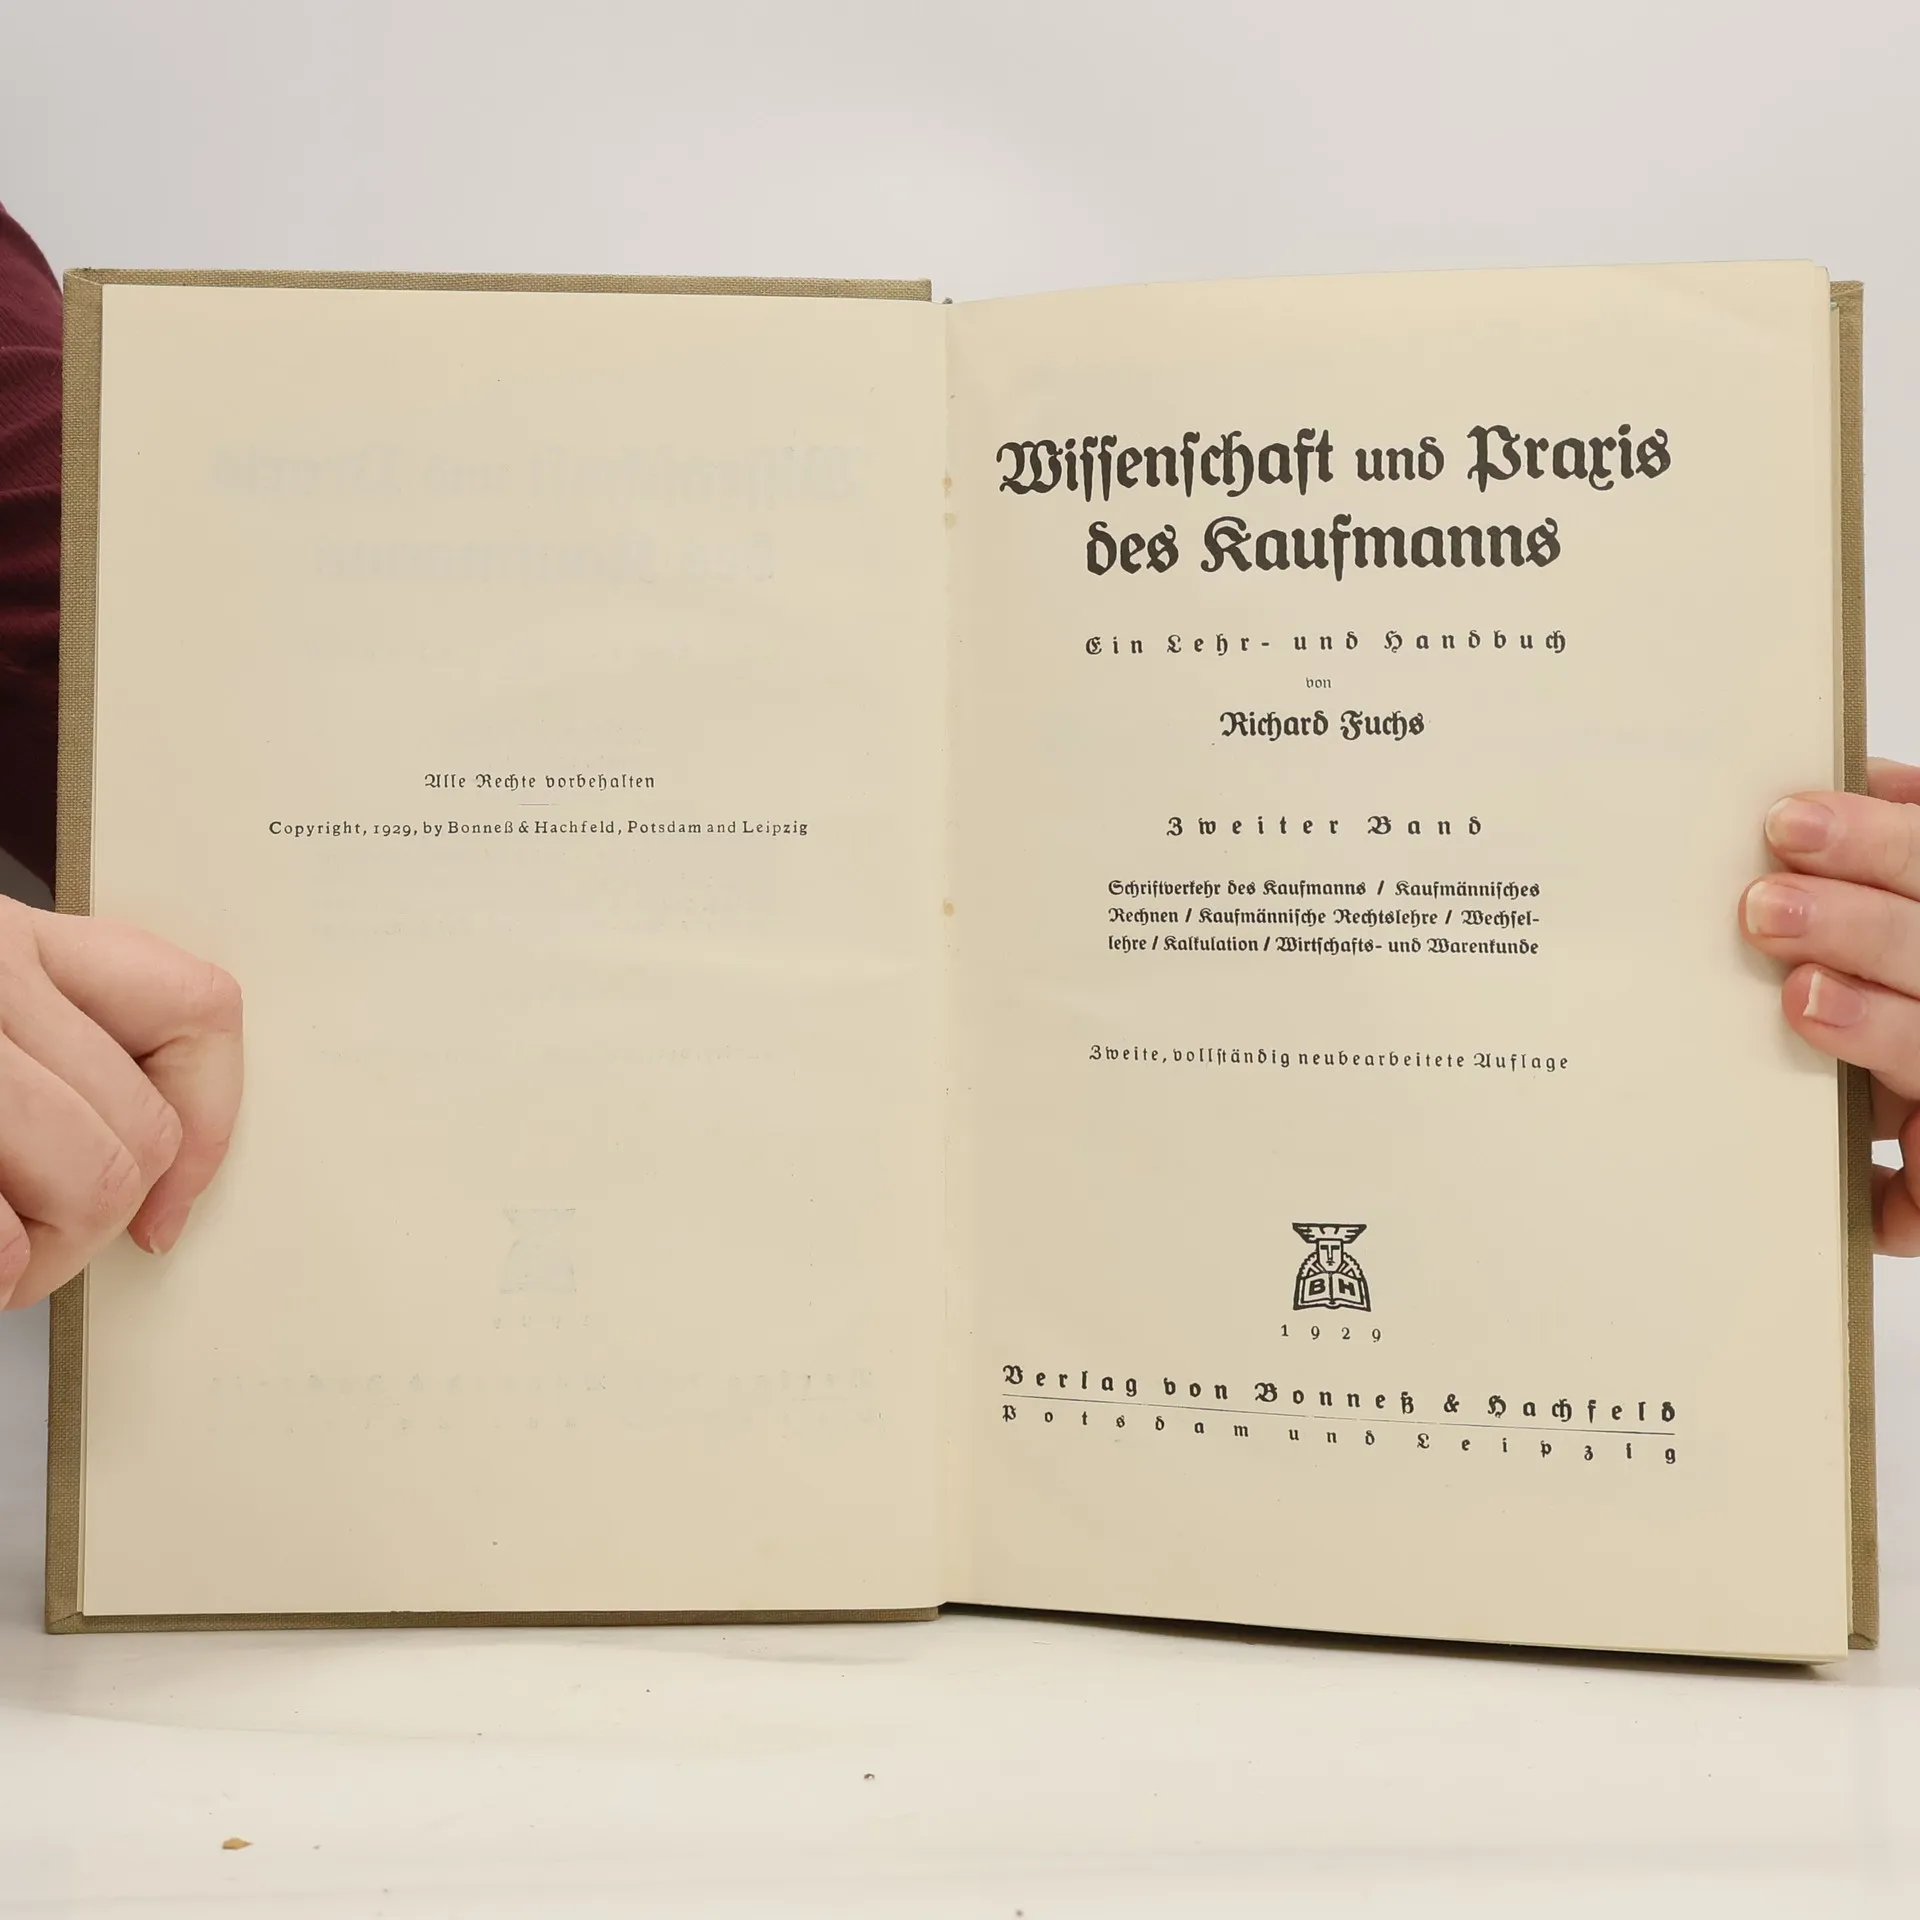 Alle Rechte vorbehalten
Copyright, 1929, by Bonneß & Hachfeld, Potsdam and Leipzig
Wissenschaft und Praxis
des Kaufmanns
Ein Lehr- und Handbuch
von
Richard Fuchs
Zweiter Band
Schriftverkehr des Kaufmanns / Kaufmännisches
Rechnen / Kaufmännische Rechtslehre / Wechsel-
lehre / Kalkulation / Wirtschafts- und Warenkunde
Zweite, vollständig neubearbeitete Auflage
B H
1929
Verlag von Bonneß & Hachfeld
Potsdam und Leipzig